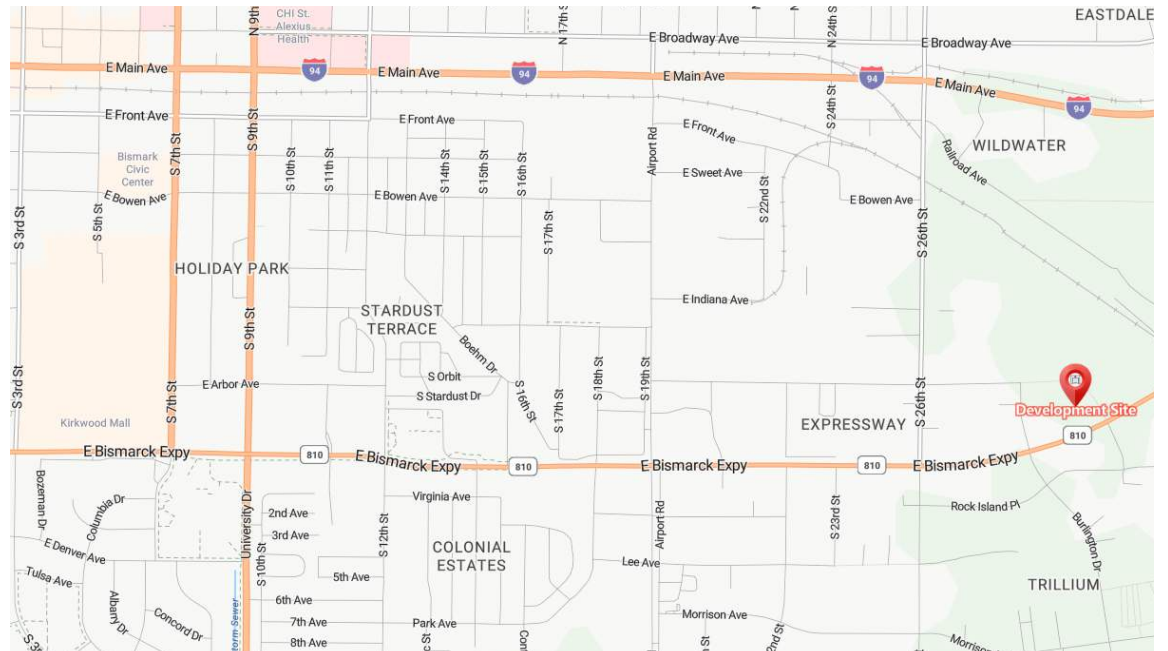 EASTDALE
N 9th St
CHI St.
Alexius
Health
N 17th St
E Broadway Ave
N 24th St
E Broadway Ave
E Main Ave
94
94
E Main Ave
94
E Main Ave
94
E Front Ave
E Front Ave
E Front Ave
S 24th St
WILDWATER
Railroad Ave
Bismark
Civic
Center
S 7th St
S 9th St
S 10th St
S 11th St
S 14th St
S 15th St
S 16th St
Airport Rd
E Sweet Ave
S 22nd St
E Bowen Ave
E Bowen Ave
E Bowen Ave
S 3rd St
S 5th St
S 17th St
S 26th St
HOLIDAY PARK
E Indiana Ave
STARDUST
TERRACE
S 9th St
Boehm Dr
S Orbit
S Stardust Dr
E Arbor Ave
S 3rd St
S 7th St
S 16th St
S 17th St
S 18th St
S 19th St
S 26th St
Development Site
Kirkwood Mall
EXPRESSWAY
810
E Bismarck Expy
810
E Bismarck Expy
810
E Bismarck Expy
810
E Bismarck Expy
Bozeman Dr
Columbia Dr
Virginia Ave
Rock Island Pl
2nd Ave
3rd Ave
University Dr
S 12th St
Airport Rd
S 23rd St
Burlington Dr
E Denver Ave
COLONIAL
ESTATES
Lee Ave
S 10th St
5th Ave
Tulsa Ave
TRILLIUM
6th Ave
Albany Dr
Concord Dr
7th Ave
Park Ave
Morrison Ave
8th Ave